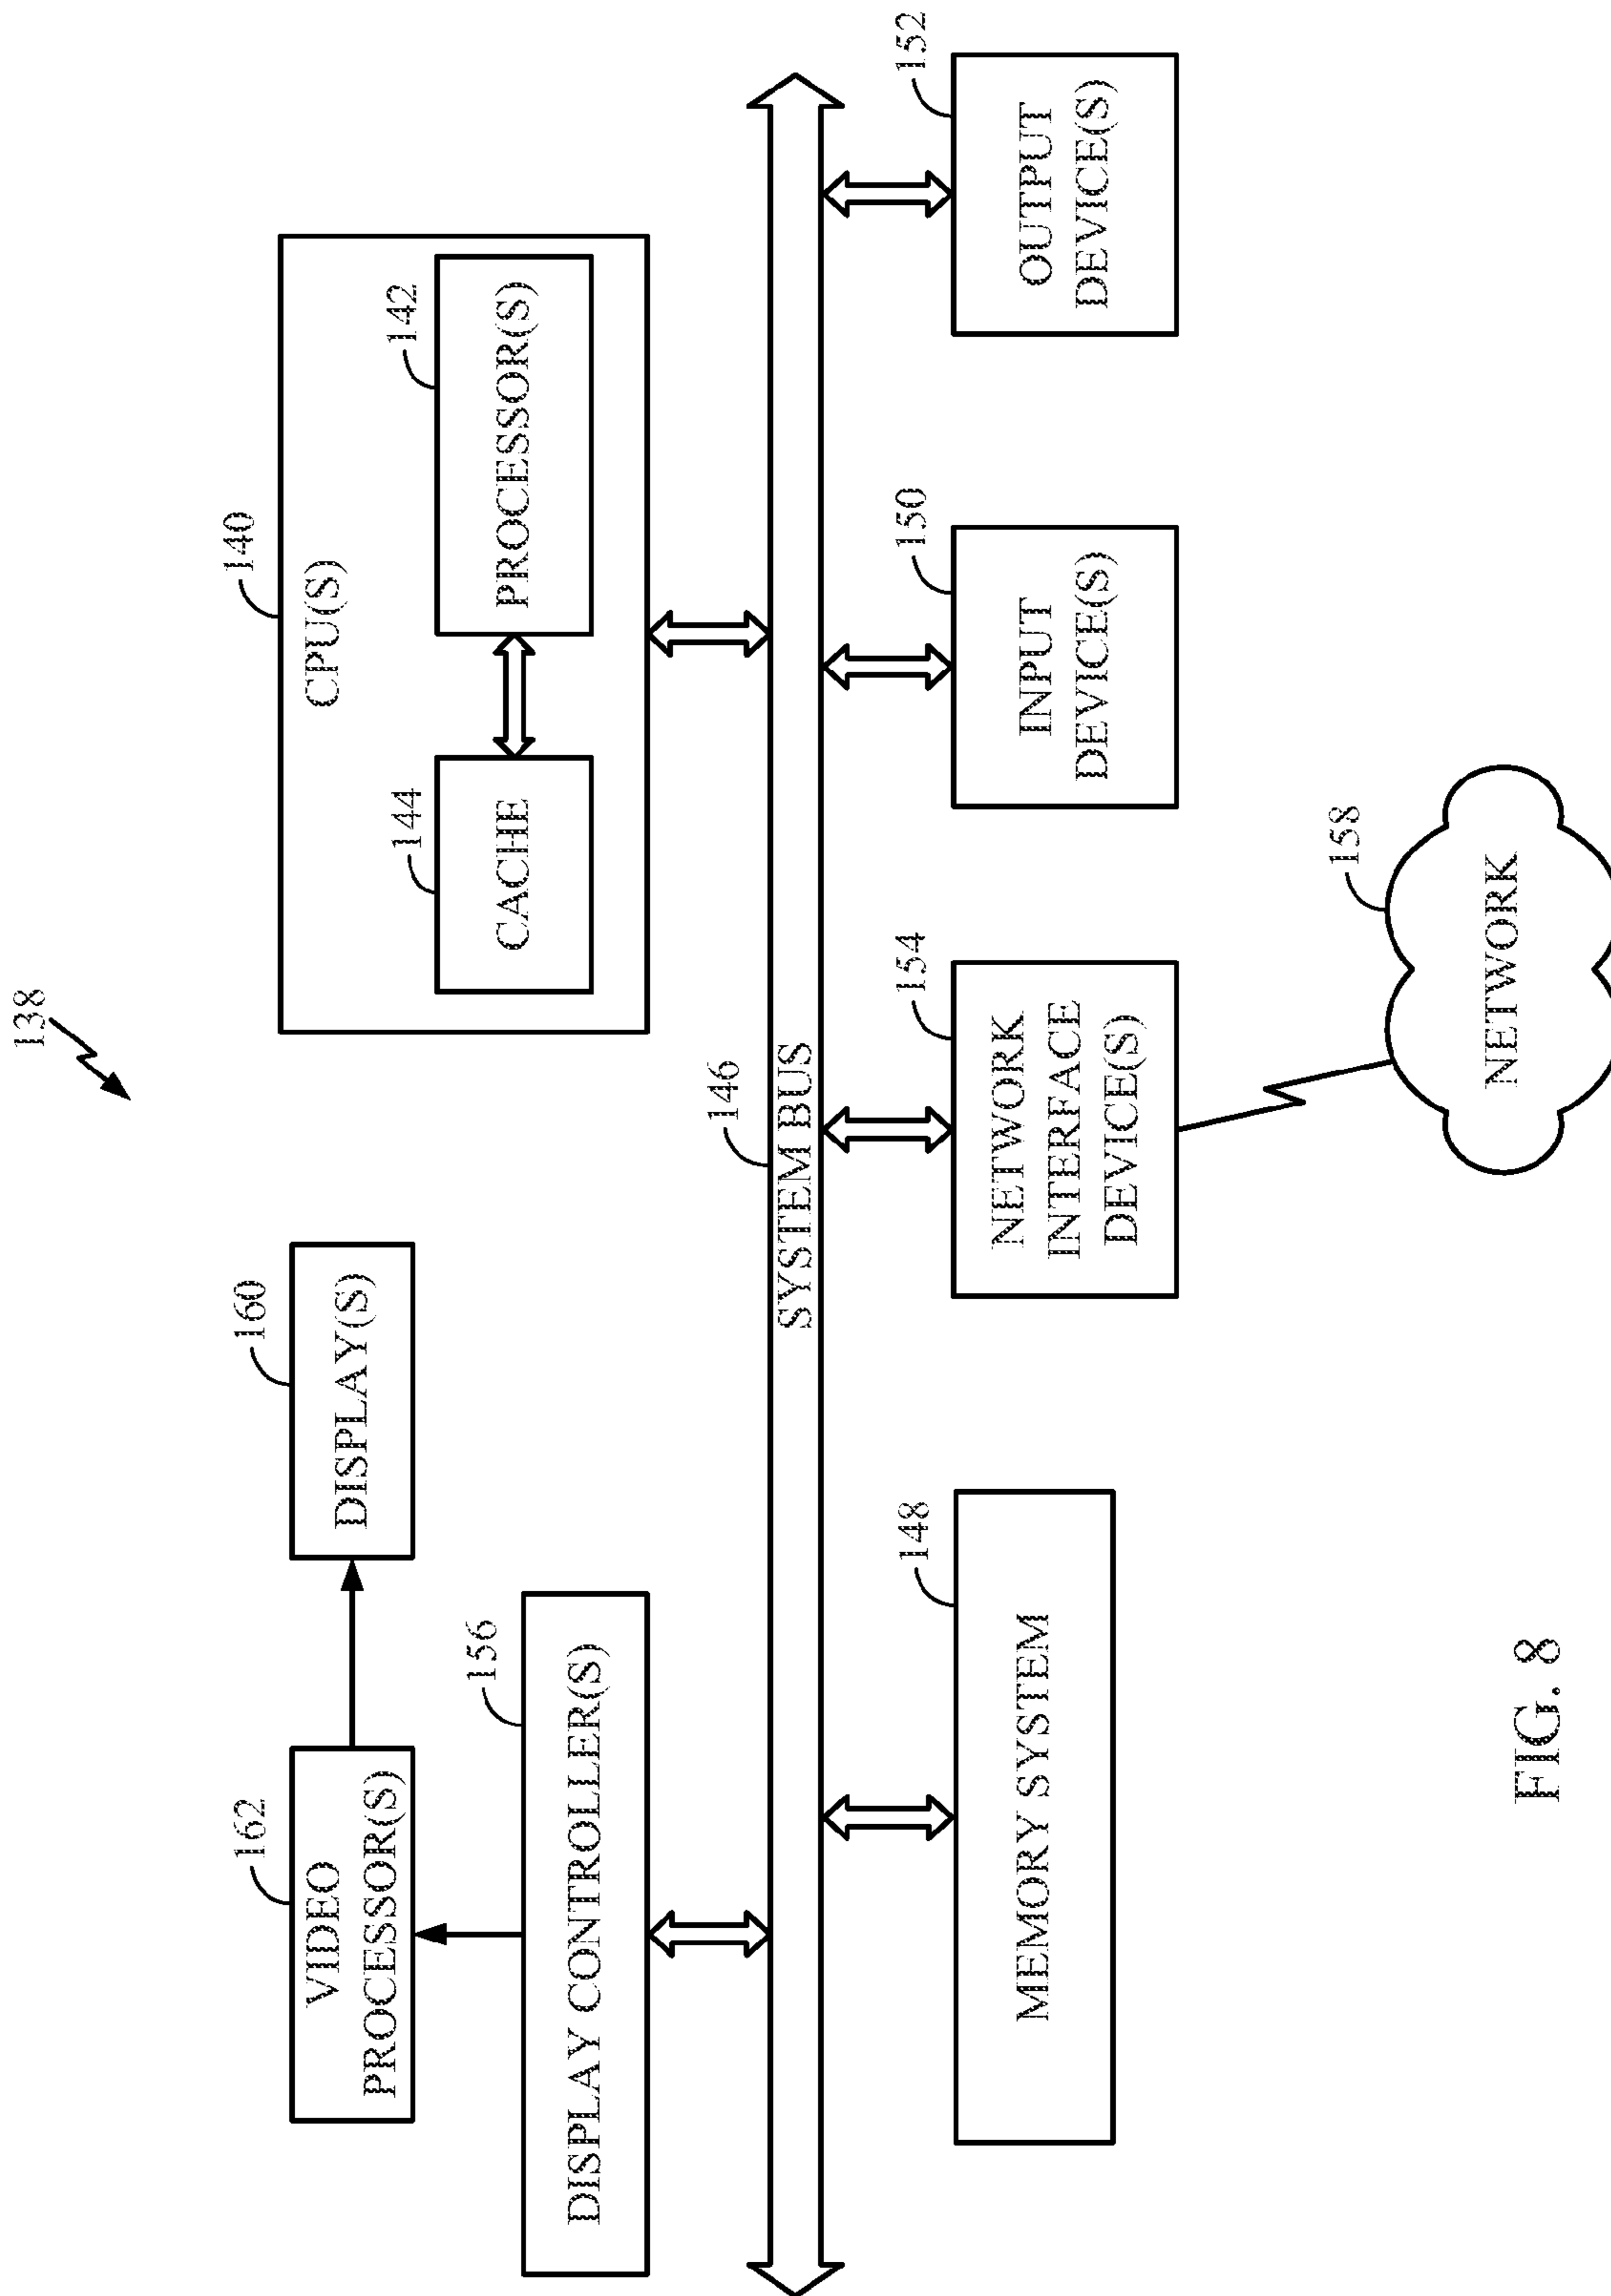 138
160
DISPLAY(S)
162
VIDEO
PROCESSOR(S)
140
CPU(S)
144
CACHE
142
PROCESSOR(S)
156
DISPLAY CONTROLLER(S)
146
SYSTEM BUS
148
MEMORY SYSTEM
154
NETWORK
INTERFACE
DEVICE(S)
150
INPUT
DEVICE(S)
152
OUTPUT
DEVICE(S)
158
NETWORK
FIG. 8